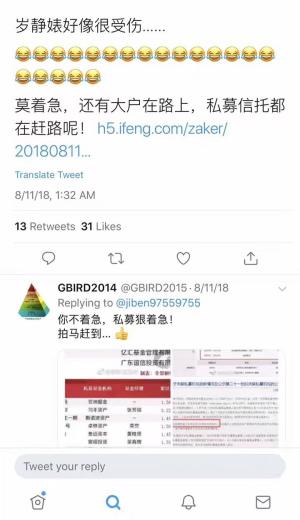 岁静婊好像很受伤......
😂😂😂😂😂😂😂😂😂😂😂😂😂😂
😂😂😂😂😂
莫着急，还有大户在路上，私募信托都
在赶路呢！h5.ifeng.com/zaker/
20180811...
Translate Tweet
8/11/18, 1:32 AM
13 Retweets 31 Likes
GBIRD2014 @GBIRD2015 · 8/11/18
Replying to @jiben97559755
你不着急，私募狠着急！
拍马赶到... 👍
亿汇基金管理有限
广东谊信投资有限
Tweet your reply